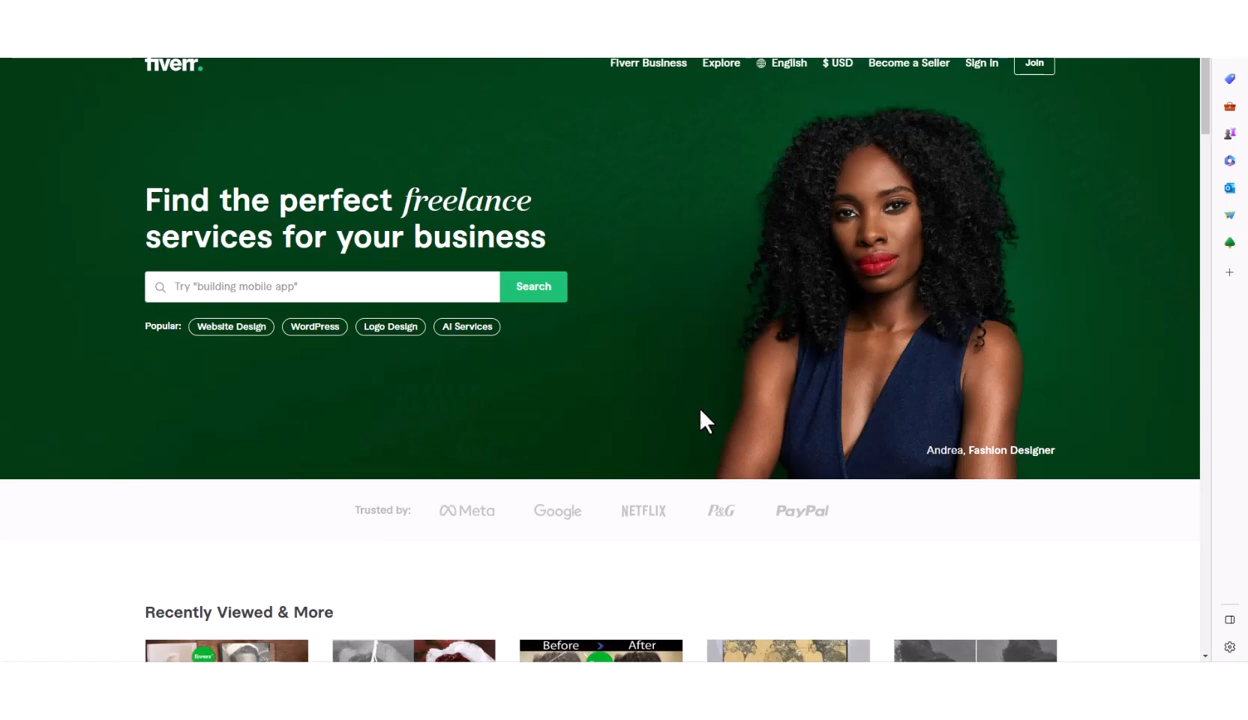 fiverr.
Fiverr Business Explore English $ USD Become a Seller Sign In Join
Find the perfect freelance
services for your business
Try "building mobile app"
Search
Popular: Website Design WordPress Logo Design AI Services
Andrea, Fashion Designer
Trusted by: Meta Google NETFLIX P&G PayPal
Recently Viewed & More
fiverr
Before After